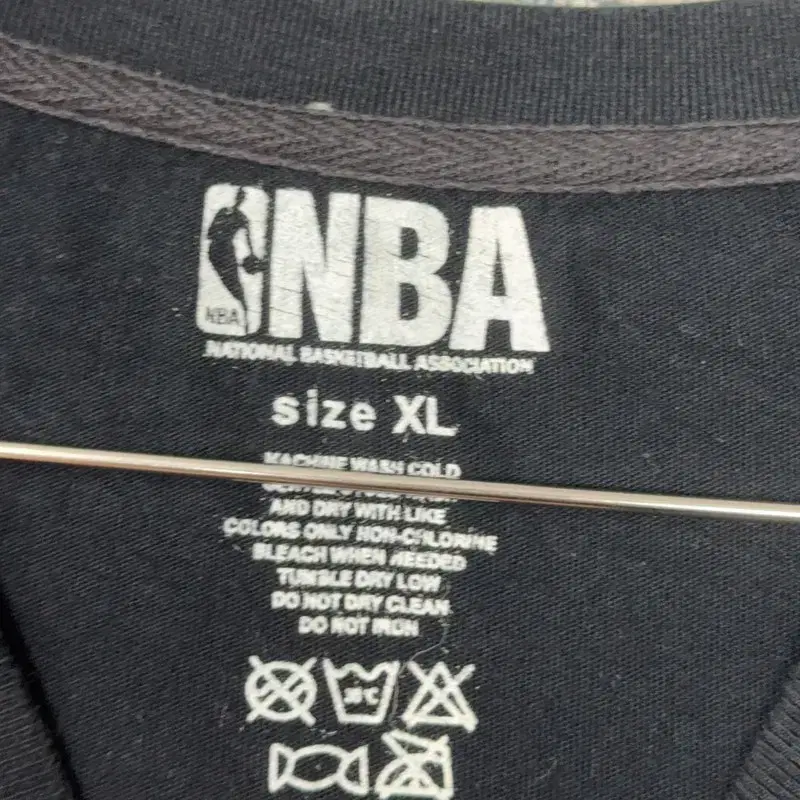 NBA
NBA
NATIONAL BASKETBALL ASSOCIATION
size XL
MACHINE WASH COLD
AND DRY WITH LIKE
COLORS ONLY NON-CHLORINE
BLEACH WHEN NEEDED
TUMBLE DRY LOW
DO NOT DRY CLEAN
DO NOT IRON